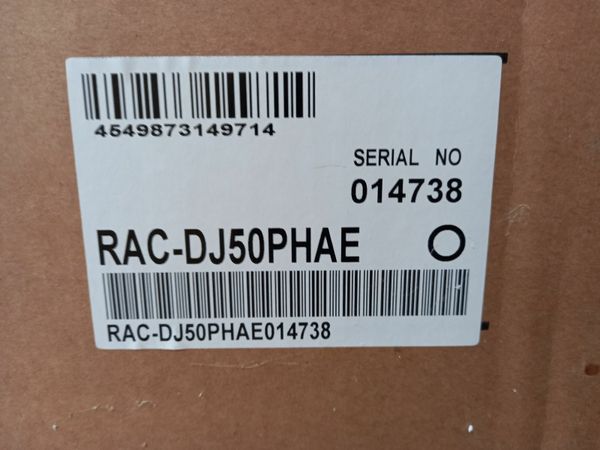 4549873149714
SERIAL NO
014738
RAC-DJ50PHAE
RAC-DJ50PHAE014738